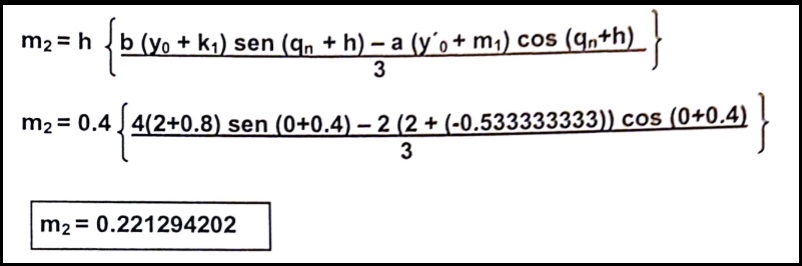 m₂ = h { b (y₀ + k₁) sen (qₙ + h) – a (y´₀ + m₁) cos (qₙ+h) }
3
m₂ = 0.4 { 4(2+0.8) sen (0+0.4) – 2 (2 + (-0.533333333)) cos (0+0.4) }
3
m₂ = 0.221294202